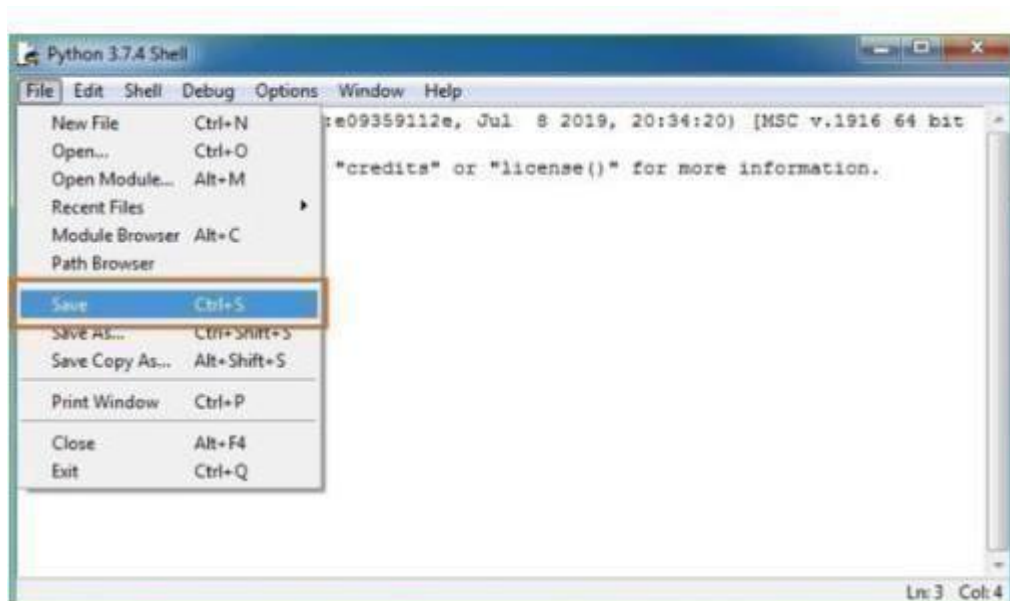 Python 3.7.4 Shell
File Edit Shell Debug Options Window Help
:e09359112e, Jul 8 2019, 20:34:20) [MSC v.1916 64 bit
"credits" or "license()" for more information.
New File Ctrl+N
Open... Ctrl+O
Open Module... Alt+M
Recent Files
Module Browser Alt+C
Path Browser
Save Ctrl+S
Save As... Ctrl+Shift+S
Save Copy As... Alt+Shift+S
Print Window Ctrl+P
Close Alt+F4
Exit Ctrl+Q
Ln: 3 Col: 4